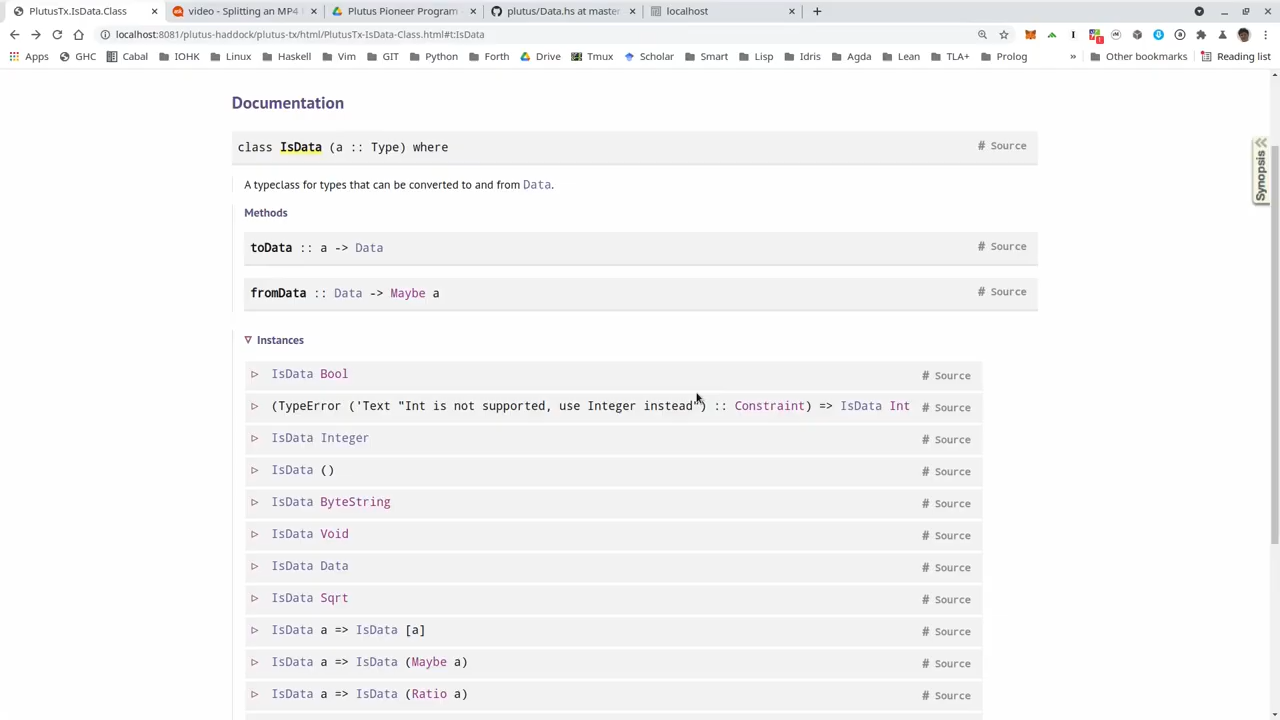 PlutusTx.IsData.Class
video - Splitting an MP4
Plutus Pioneer Program
plutus/Data.hs at master
localhost
localhost:8081/plutus-haddock/plutus-tx/html/PlutusTx-IsData-Class.html#t:IsData
Apps GHC Cabal IOHK Linux Haskell Vim GIT Python Forth Drive Tmux Scholar Smart Lisp Idris Agda Lean TLA+ Prolog » Other bookmarks Reading list
Documentation
class IsData (a :: Type) where # Source
A typeclass for types that can be converted to and from Data.
Methods
toData :: a -> Data # Source
fromData :: Data -> Maybe a # Source
Instances
IsData Bool # Source
(TypeError ('Text "Int is not supported, use Integer instead") :: Constraint) => IsData Int # Source
IsData Integer # Source
IsData () # Source
IsData ByteString # Source
IsData Void # Source
IsData Data # Source
IsData Sqrt # Source
IsData a => IsData [a] # Source
IsData a => IsData (Maybe a) # Source
IsData a => IsData (Ratio a) # Source
Synopsis